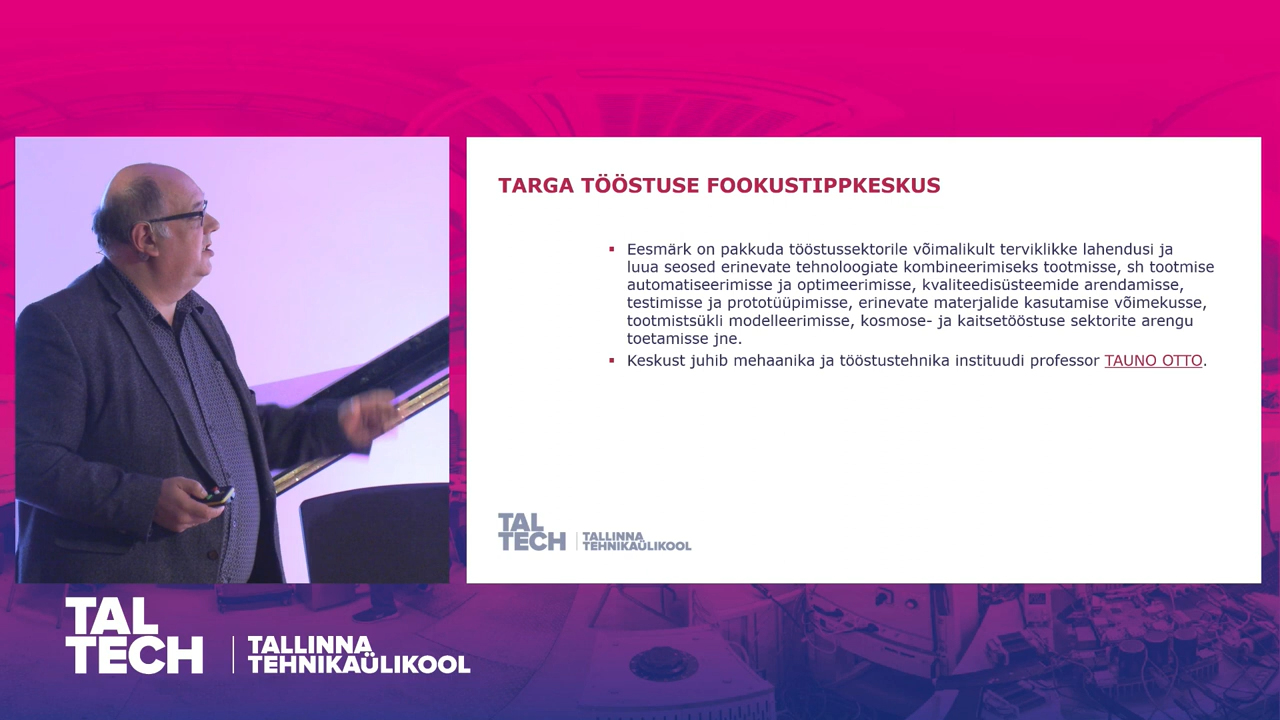 TARGA TÖÖSTUSE FOOKUSTIPPKESKUS
▪ Eesmärk on pakkuda tööstussektorile võimalikult terviklikke lahendusi ja
luua seosed erinevate tehnoloogiate kombineerimiseks tootmisse, sh tootmise
automatiseerimisse ja optimeerimisse, kvaliteedisüsteemide arendamisse,
testimisse ja prototüüpimisse, erinevate materjalide kasutamise võimekusse,
tootmistsükli modelleerimisse, kosmose- ja kaitsetööstuse sektorite arengu
toetamisse jne.
▪ Keskust juhib mehaanika ja tööstustehnika instituudi professor TAUNO OTTO.
TAL
TECH
TALLINNA
TEHNIKAÜLIKOOL
TAL
TECH
TALLINNA
TEHNIKAÜLIKOOL